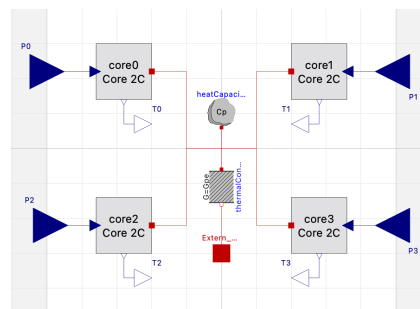 P0
core0
Core 2C
T0
heatCapaci...
Cp
core1
Core 2C
T1
P1
G=Gpe
thermalCon...
P2
core2
Core 2C
T2
Extern_...
core3
Core 2C
T3
P3